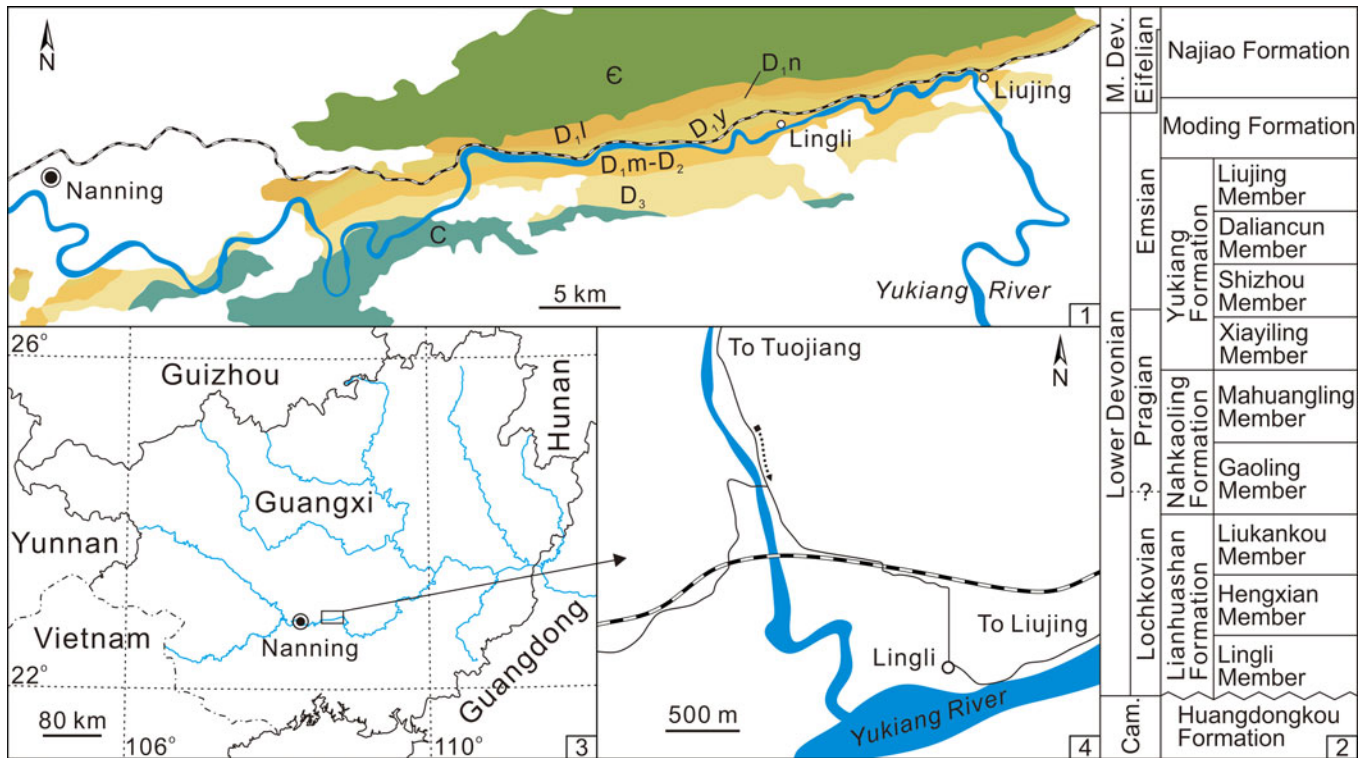 N
Є
D1n
Liujing
D1l
D1y
Lingli
Nanning
D1m-D2
D3
C
5 km
Yukiang River
1
26°
Guizhou
Hunan
Guangxi
Yunnan
Vietnam
Nanning
Guangdong
22°
80 km
106°
110°
3
To Tuojiang
N
To Liujing
Lingli
500 m
Yukiang River
4
M. Dev.
Eifelian
Najiao Formation
Moding Formation
Lower Devonian
Emsian
Yukiang
Formation
Liujing
Member
Daliancun
Member
Shizhou
Member
Xiayiling
Member
Pragian
Nahkaoling
Formation
Mahuangling
Member
Gaoling
Member
?
Lochkovian
Lianhuashan
Formation
Liukankou
Member
Hengxian
Member
Lingli
Member
Cam.
Huangdongkou
Formation
2